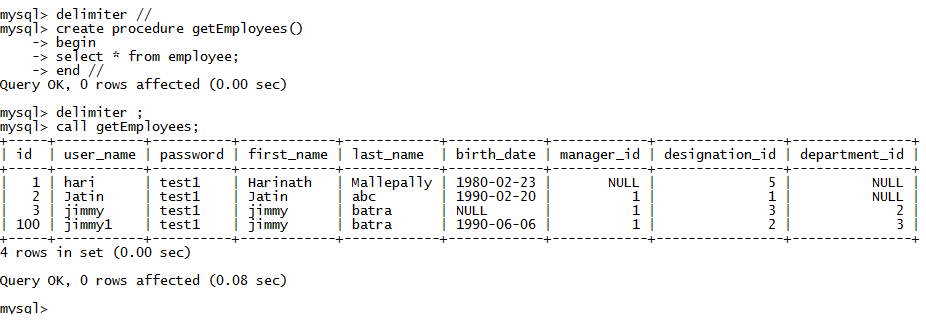 mysql> delimiter //
mysql> create procedure getEmployees()
    -> begin
    -> select * from employee;
    -> end //
Query OK, 0 rows affected (0.00 sec)

mysql> delimiter ;
mysql> call getEmployees;
+-----+-----------+----------+------------+------------+------------+------------+----------------+---------------+
| id  | user_name | password | first_name | last_name  | birth_date | manager_id | designation_id | department_id |
+-----+-----------+----------+------------+------------+------------+------------+----------------+---------------+
|   1 | hari      | test1    | Harinath   | Mallepally | 1980-02-23 |       NULL |              5 |          NULL |
|   2 | Jatin     | test1    | Jatin      | abc        | 1990-02-20 |          1 |              1 |          NULL |
|   3 | jimmy     | test1    | jimmy      | batra      | NULL       |          1 |              3 |             2 |
| 100 | jimmy1    | test1    | jimmy      | batra      | 1990-06-06 |          1 |              2 |             3 |
+-----+-----------+----------+------------+------------+------------+------------+----------------+---------------+
4 rows in set (0.00 sec)

Query OK, 0 rows affected (0.08 sec)

mysql>